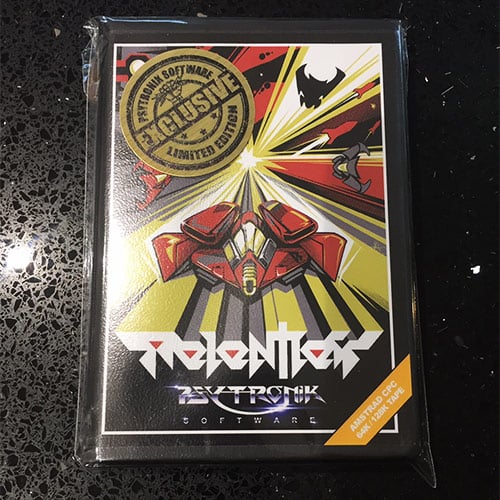 PSYTRONIK SOFTWARE
EXCLUSIVE
LIMITED EDITION
Relentless
PSYTRONIK
SOFTWARE
AMSTRAD CPC
64K / 128K TAPE